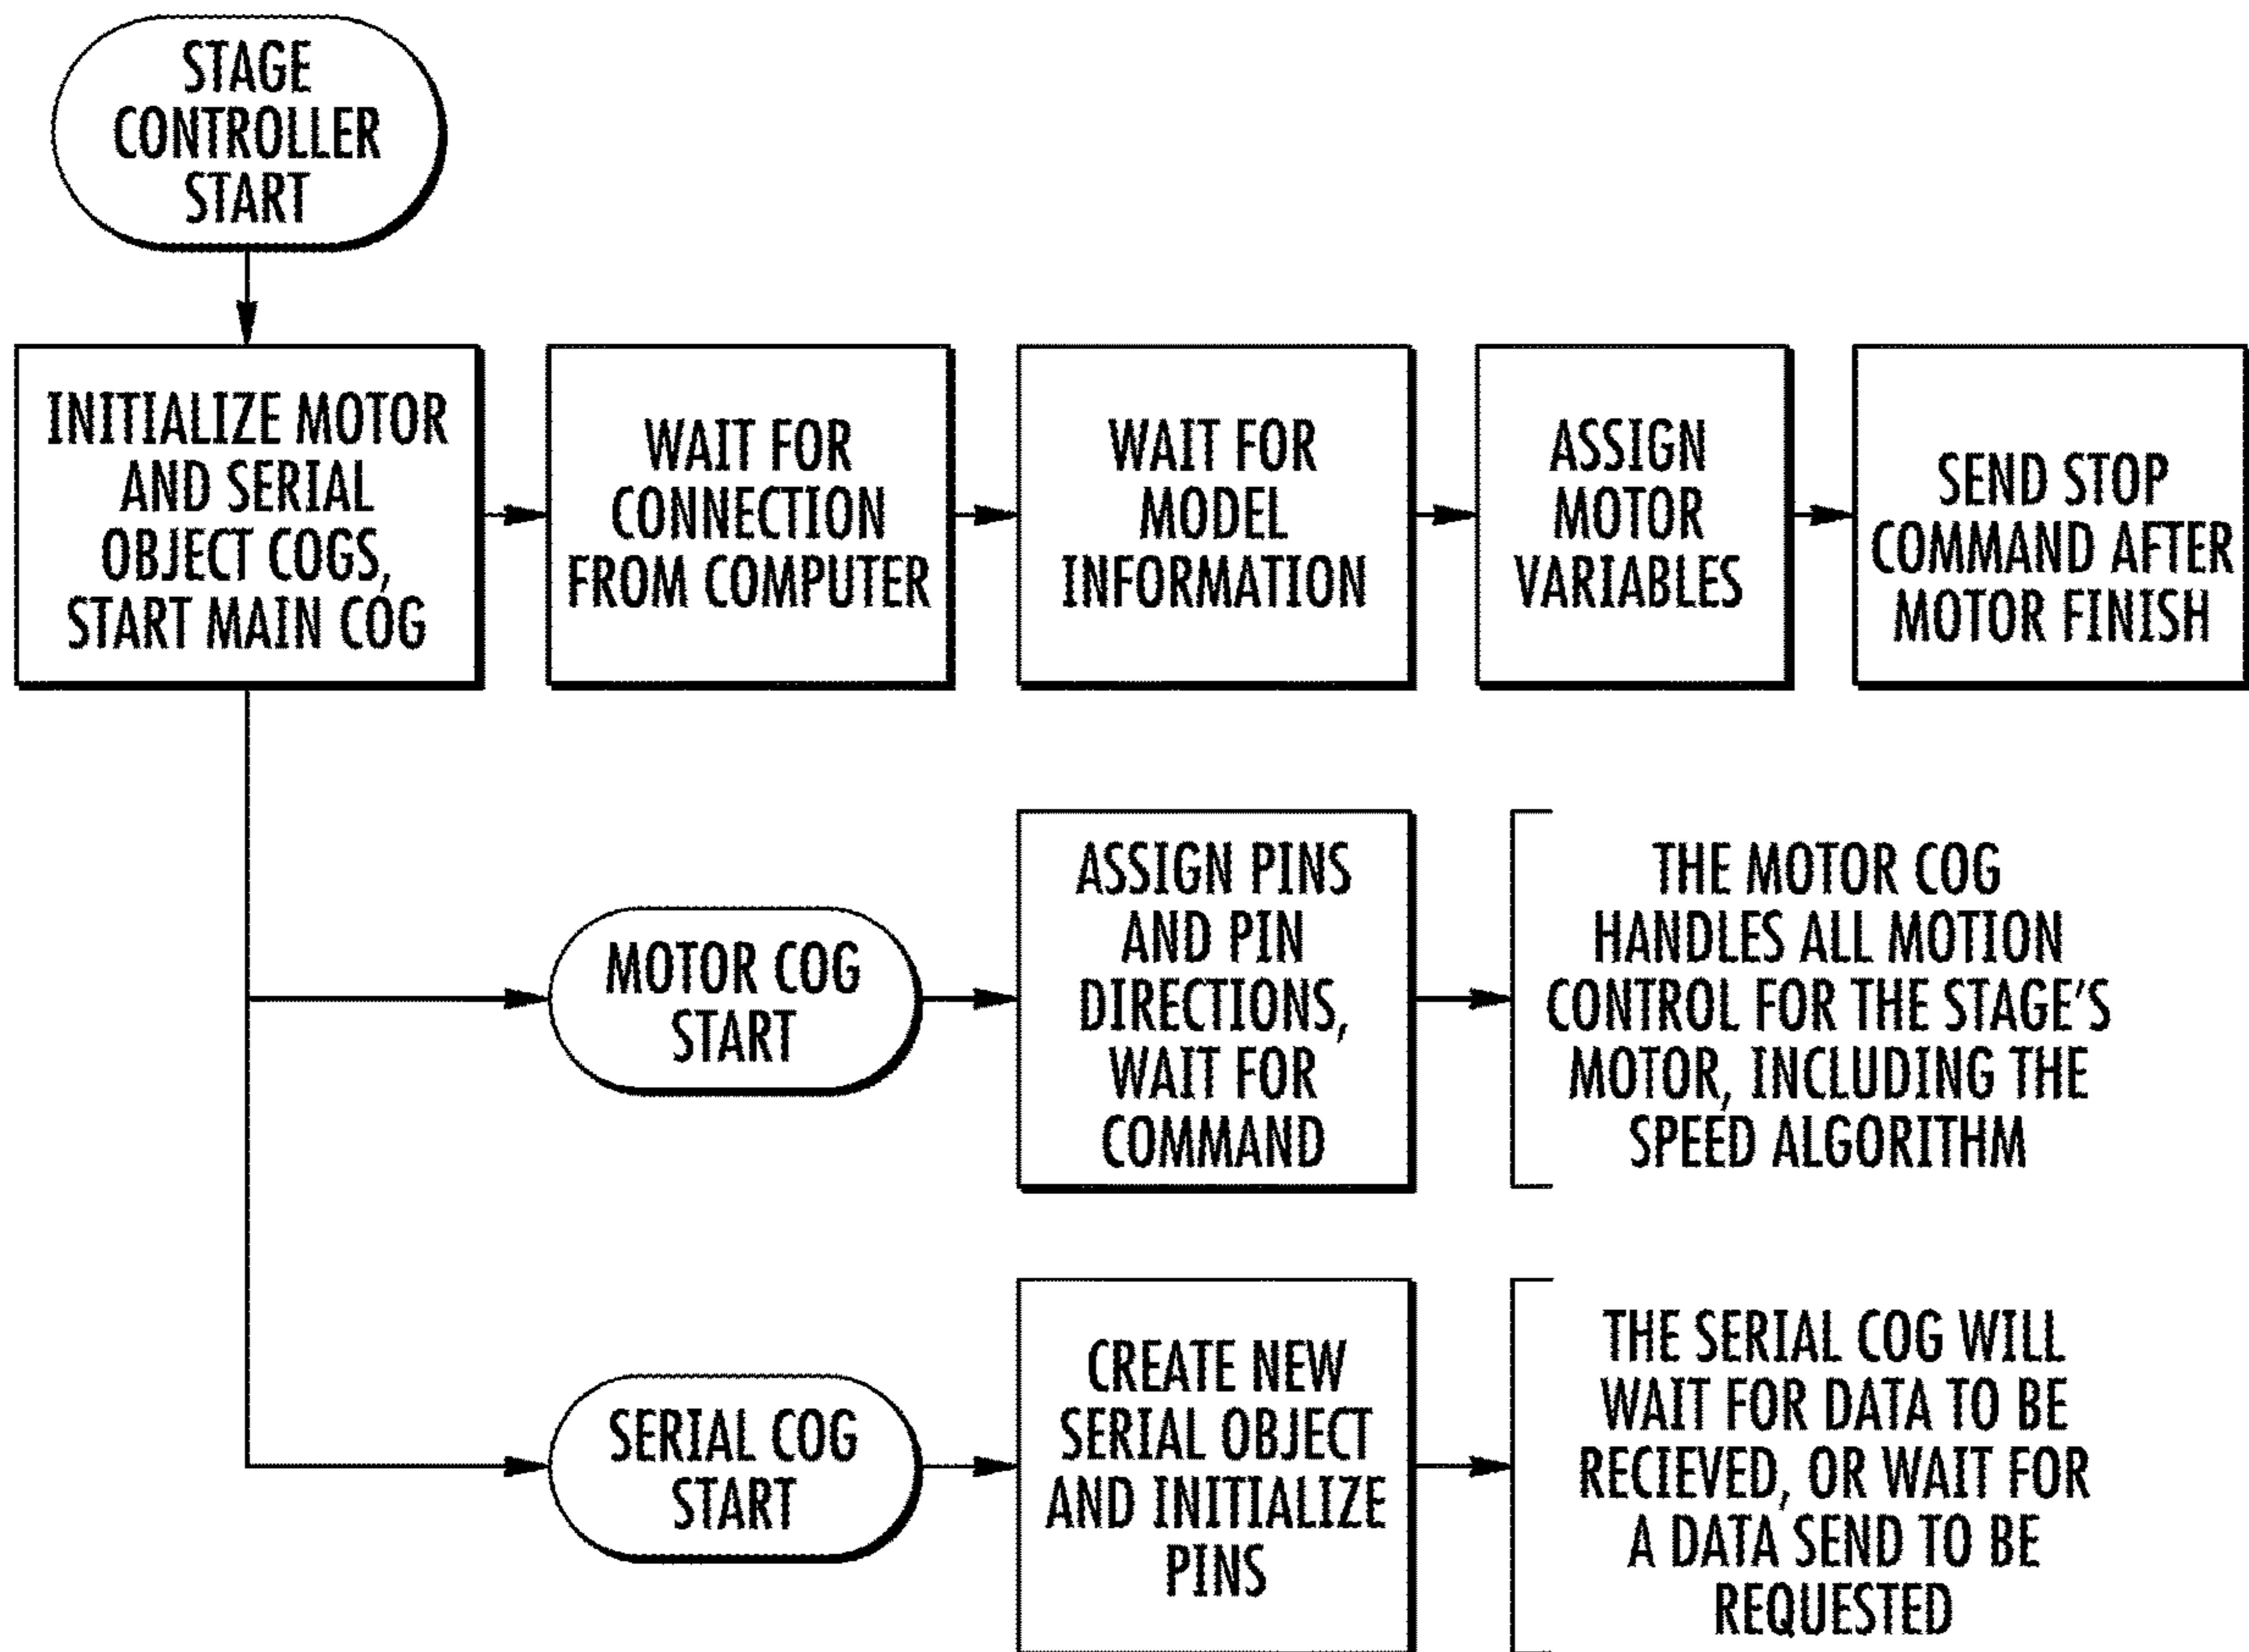 STAGE
CONTROLLER
START
INITIALIZE MOTOR
AND SERIAL
OBJECT COGS,
START MAIN COG
WAIT FOR
CONNECTION
FROM COMPUTER
WAIT FOR
MODEL
INFORMATION
ASSIGN
MOTOR
VARIABLES
SEND STOP
COMMAND AFTER
MOTOR FINISH
MOTOR COG
START
ASSIGN PINS
AND PIN
DIRECTIONS,
WAIT FOR
COMMAND
THE MOTOR COG
HANDLES ALL MOTION
CONTROL FOR THE STAGE'S
MOTOR, INCLUDING THE
SPEED ALGORITHM
SERIAL COG
START
CREATE NEW
SERIAL OBJECT
AND INITIALIZE
PINS
THE SERIAL COG WILL
WAIT FOR DATA TO BE
RECIEVED, OR WAIT FOR
A DATA SEND TO BE
REQUESTED